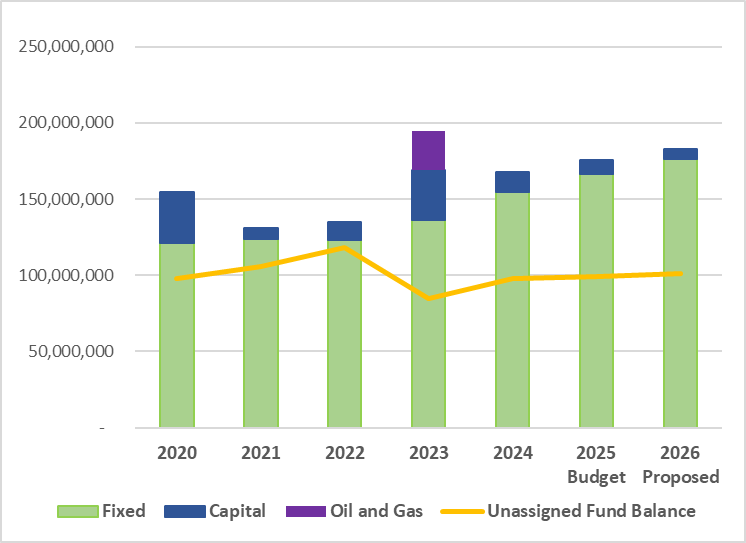 250,000,000
200,000,000
150,000,000
100,000,000
50,000,000
-
2020 2021 2022 2023 2024 2025 2026
Budget Proposed
Fixed Capital Oil and Gas Unassigned Fund Balance